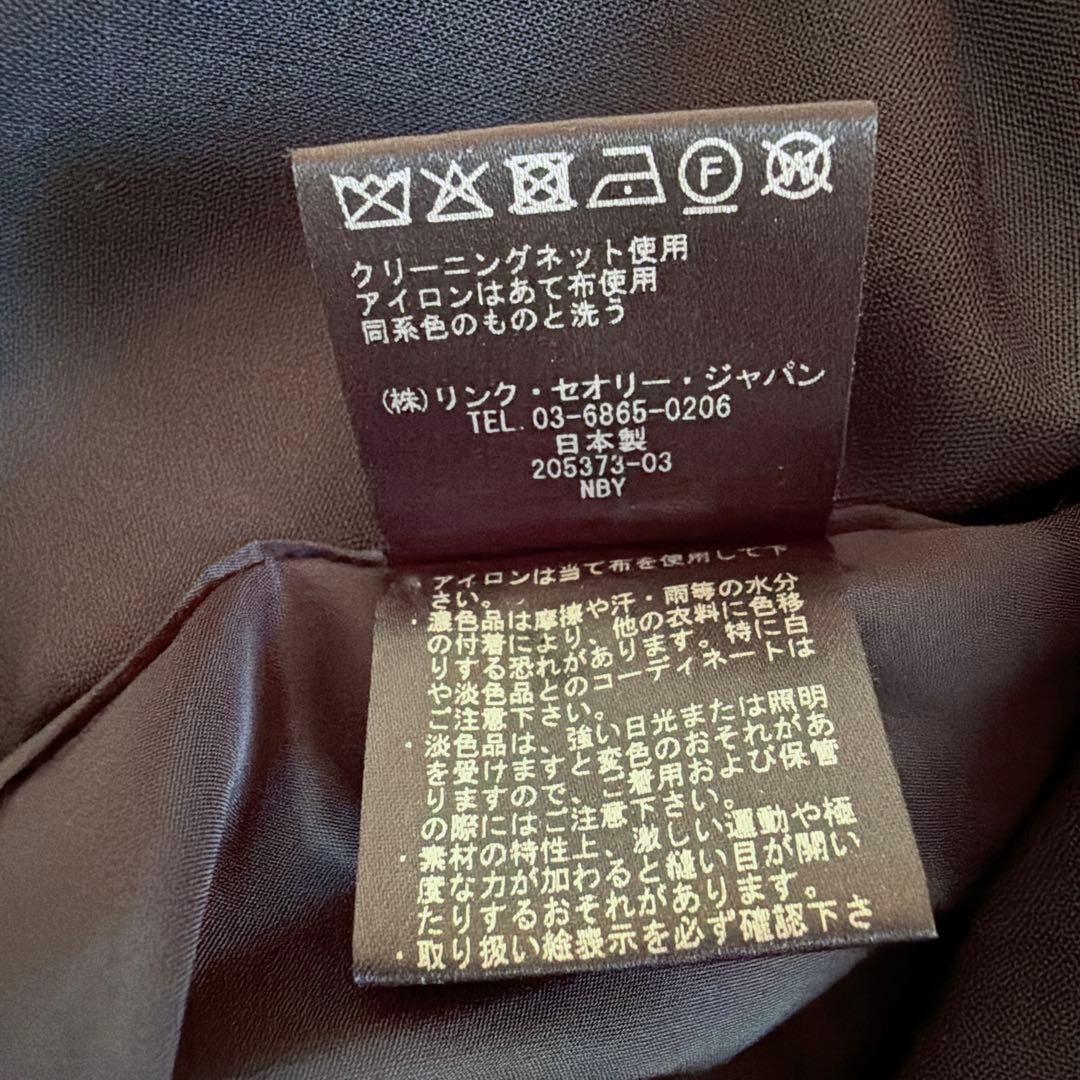 F W
クリーニングネット使用
アイロンはあて布使用
同系色のものと洗う
(株)リンク・セオリー・ジャパン
TEL.03-6865-0206
日本製
205373-03
NBY
アイロンは当て布を使用して下
さい。
・濃色品は摩擦や汗・雨等の水分
の付着により、他の衣料に色移
りする恐れがあります。特に白
や淡色品とのコーディネートは
ご注意下さい。
・淡色品は、強い日光または照明
を受けますと変色のおそれがあ
りますので、ご着用および保管
の際にはご注意下さい。
・素材の特性上、激しい運動や極
度な力が加わると縫い目が開い
たりするおそれがあります。
・取り扱い絵表示を必ず確認下さ